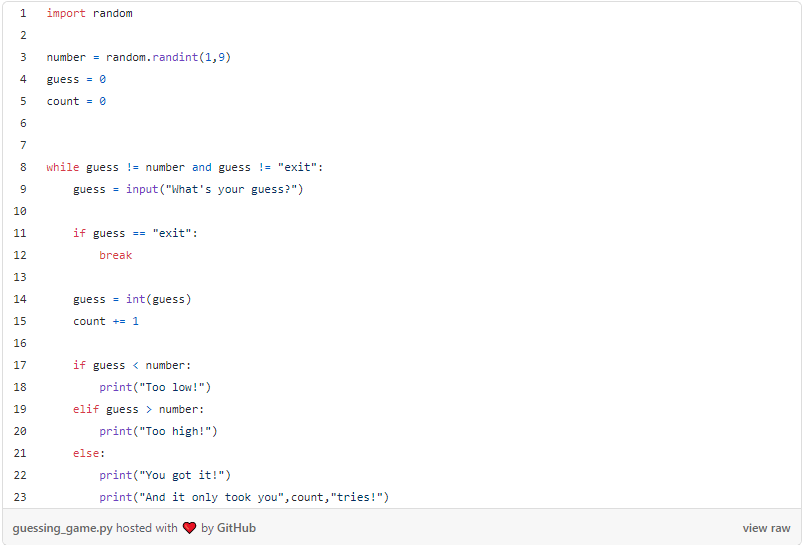 1 import random
2
3 number = random.randint(1,9)
4 guess = 0
5 count = 0
6
7
8 while guess != number and guess != "exit":
9     guess = input("What's your guess?")
10
11     if guess == "exit":
12         break
13
14     guess = int(guess)
15     count += 1
16
17     if guess < number:
18         print("Too low!")
19     elif guess > number:
20         print("Too high!")
21     else:
22         print("You got it!")
23         print("And it only took you",count,"tries!")
guessing_game.py hosted with ❤ by GitHub view raw